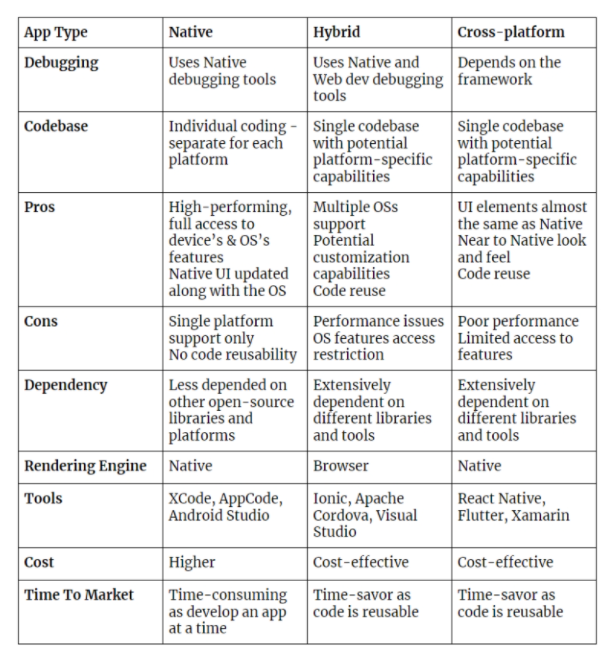 App Type Native Hybrid Cross-platform
Debugging Uses Native Uses Native and Depends on the
debugging tools Web dev debugging framework
tools
Codebase Individual coding - Single codebase Single codebase
separate for each with potential with potential
platform platform-specific platform-specific
capabilities capabilities
Pros High-performing, Multiple OSs UI elements almost
full access to support the same as Native
device's & OS's Potential Near to Native look
features customization and feel
Native UI updated capabilities Code reuse
along with the OS Code reuse
Cons Single platform Performance issues Poor performance
support only OS features access Limited access to
No code reusability restriction features
Dependency Less depended on Extensively Extensively
other open-source dependent on dependent on
libraries and different libraries different libraries
platforms and tools and tools
Rendering Engine Native Browser Native
Tools XCode, AppCode, Ionic, Apache React Native,
Android Studio Cordova, Visual Flutter, Xamarin
Studio
Cost Higher Cost-effective Cost-effective
Time To Market Time-consuming Time-savor as Time-savor as
as develop an app code is reusable code is reusable
at a time